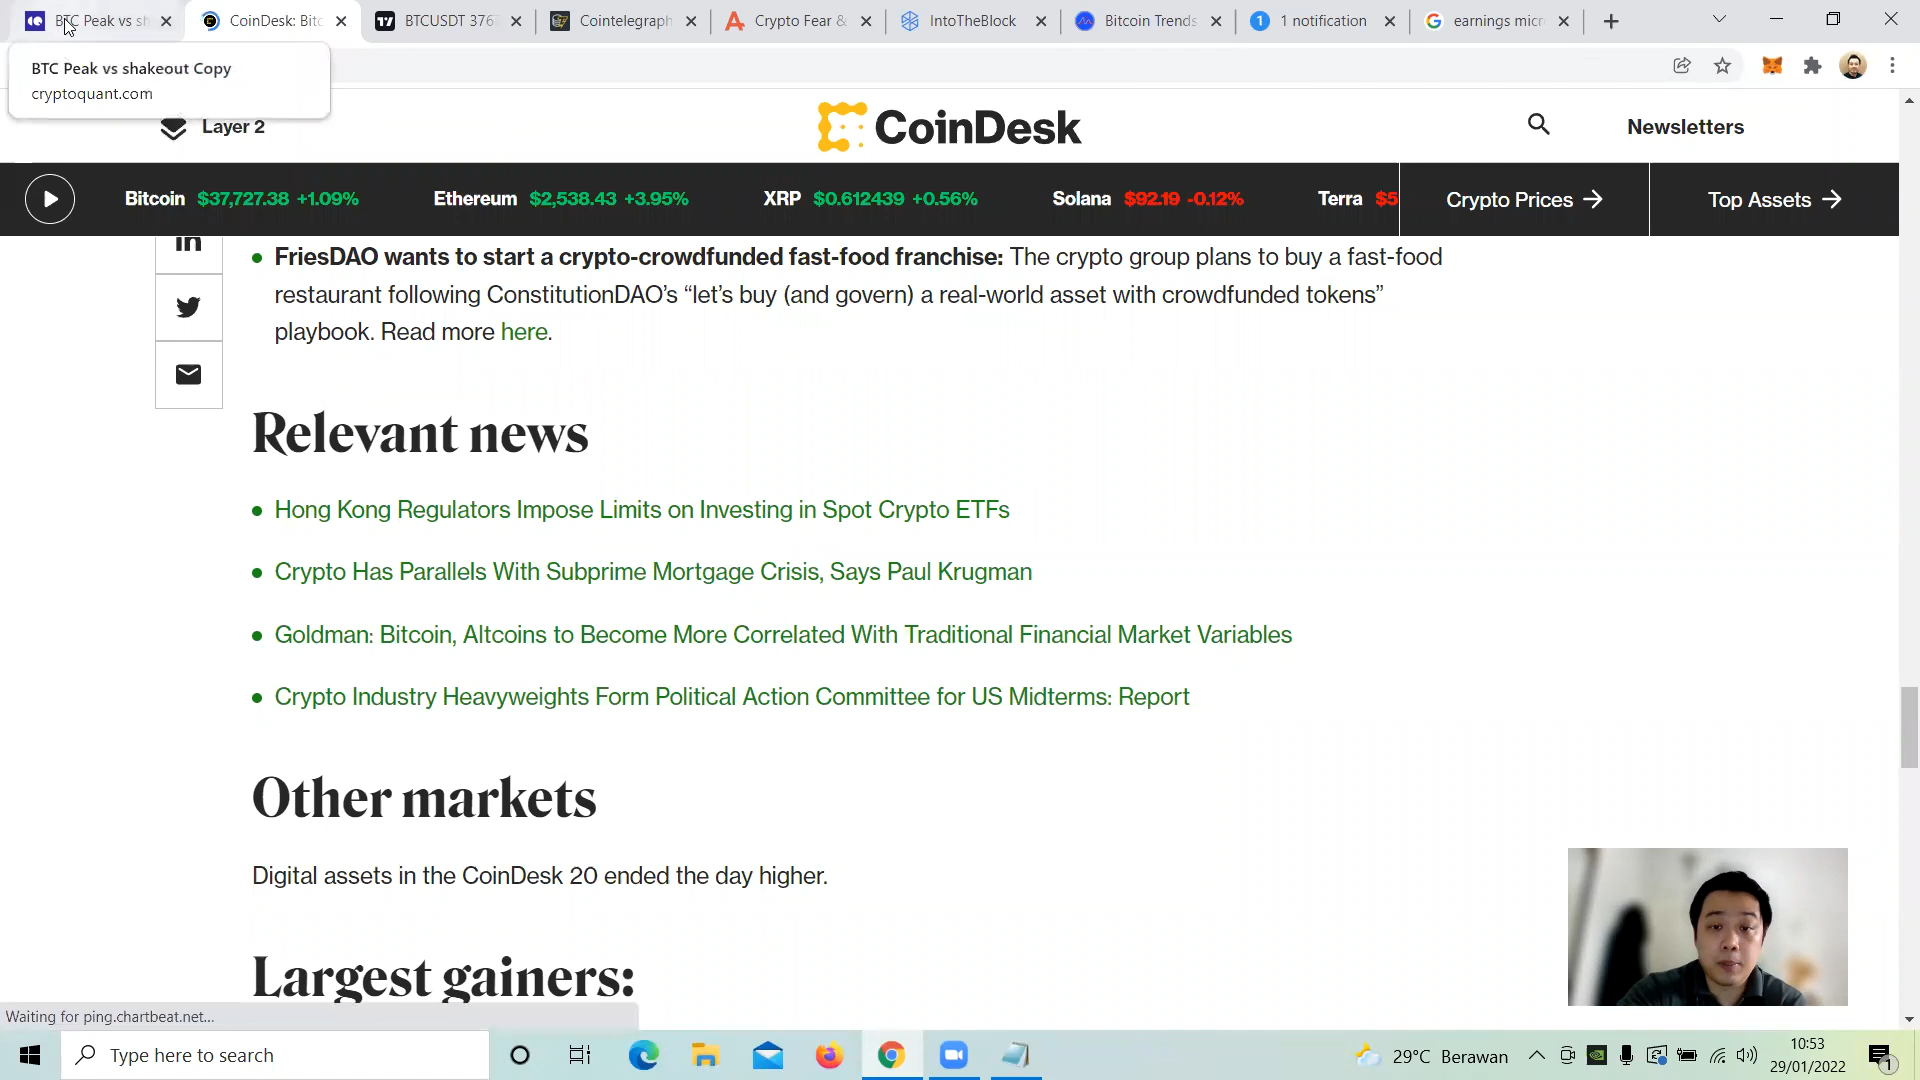 BTC Peak vs sh
CoinDesk: Bitc
BTCUSDT 376
Cointelegraph
Crypto Fear &
IntoTheBlock
Bitcoin Trends
1 notification
earnings micr
BTC Peak vs shakeout Copy
cryptoquant.com
Layer 2
CoinDesk
Newsletters
Bitcoin $37,727.38 +1.09%
Ethereum $2,538.43 +3.95%
XRP $0.612439 +0.56%
Solana $92.19 -0.12%
Terra $5
Crypto Prices →
Top Assets →
in
• FriesDAO wants to start a crypto-crowdfunded fast-food franchise: The crypto group plans to buy a fast-food
restaurant following ConstitutionDAO’s “let’s buy (and govern) a real-world asset with crowdfunded tokens”
playbook. Read more here.
Relevant news
• Hong Kong Regulators Impose Limits on Investing in Spot Crypto ETFs
• Crypto Has Parallels With Subprime Mortgage Crisis, Says Paul Krugman
• Goldman: Bitcoin, Altcoins to Become More Correlated With Traditional Financial Market Variables
• Crypto Industry Heavyweights Form Political Action Committee for US Midterms: Report
Other markets
Digital assets in the CoinDesk 20 ended the day higher.
Largest gainers:
Waiting for ping.chartbeat.net...
Type here to search
29°C Berawan
10:53
29/01/2022
1